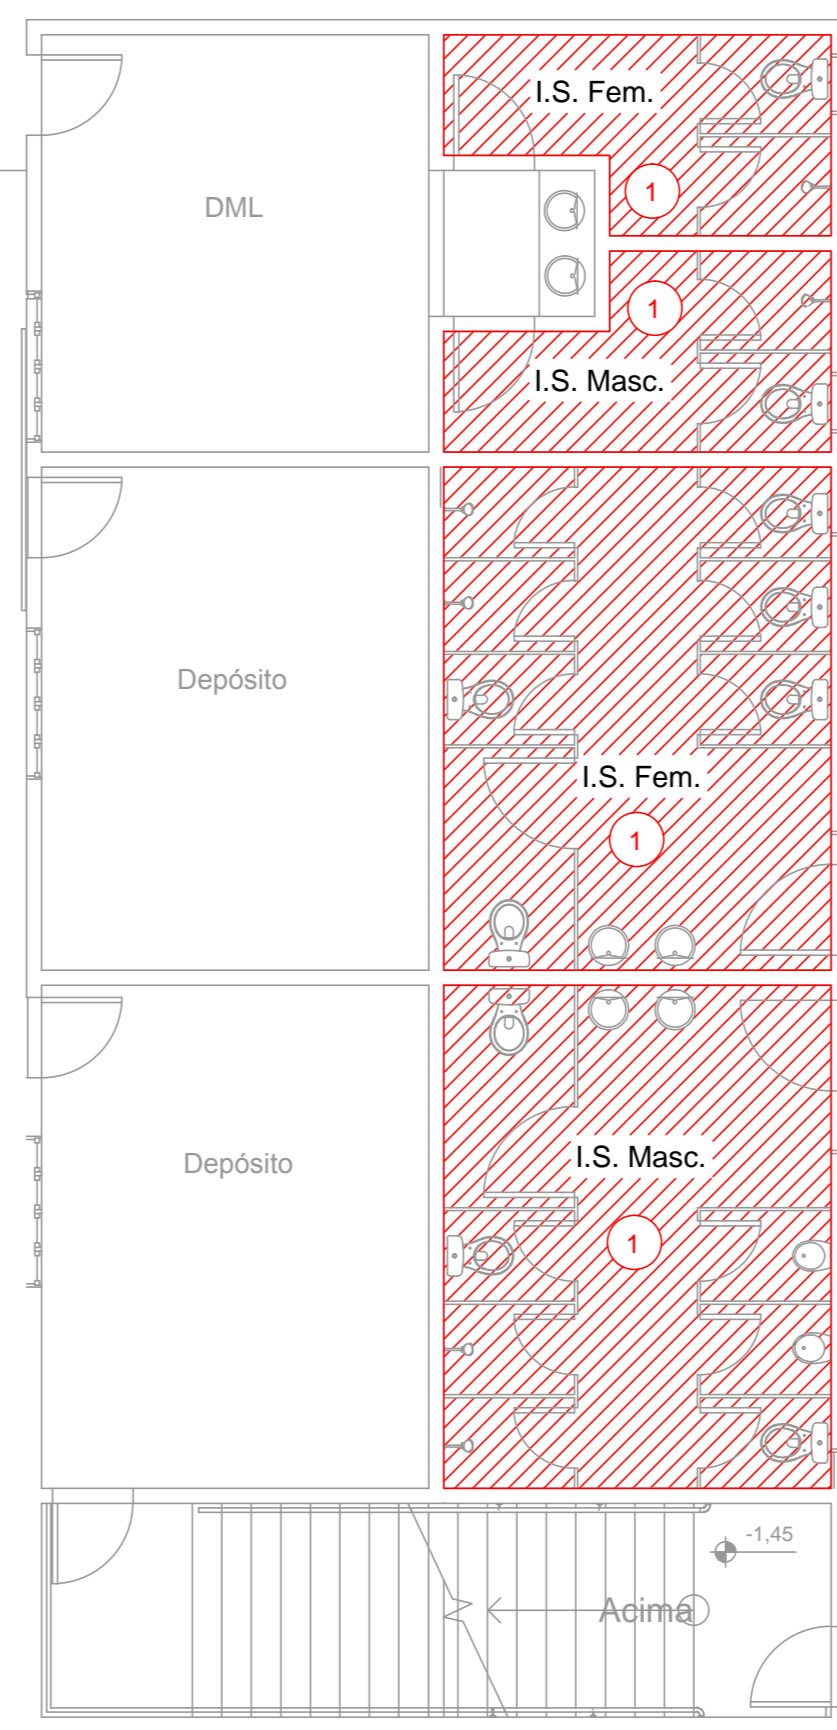 I.S. Fem.
1
DML
1
I.S. Masc.
Depósito
I.S. Fem.
1
Depósito
I.S. Masc.
1
-1,45
Acima